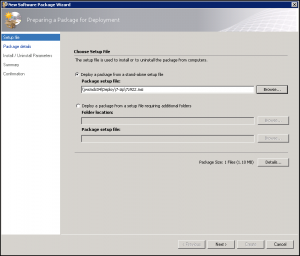 New Software Package Wizard
Preparing a Package for Deployment
Setup file
Package details
Install / Uninstall Parameters
Summary
Confirmation
Choose Setup file
The setup file is used to install or to uninstall the package from computers.
Deploy a package from a stand-alone setup file.
Package setup file:
Browse...
Deploy a package from a setup file requiring additional folders
Folder location:
Browse...
Package setup file:
Browse...
Package Size: 1 Files (1.10 MB)
Details...
< Previous
Next >
Create
Cancel